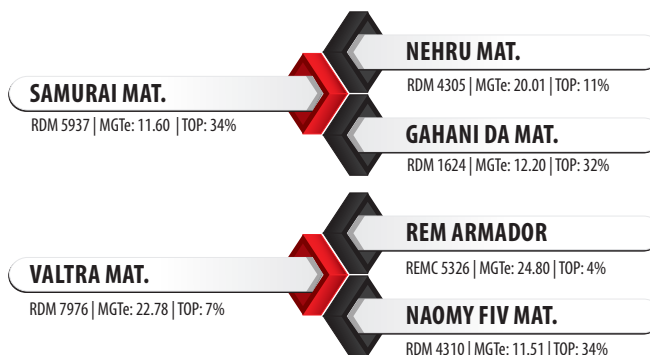 NEHRU MAT.
RDM 4305 | MGTe: 20.01 | TOP: 11%
SAMURAI MAT.
RDM 5937 | MGTe: 11.60 | TOP: 34%
GAHANI DA MAT.
RDM 1624 | MGTe: 12.20 | TOP: 32%
REM ARMADOR
REMC 5326 | MGTe: 24.80 | TOP: 4%
VALTRA MAT.
RDM 7976 | MGTe: 22.78 | TOP: 7%
NAOMY FIV MAT.
RDM 4310 | MGTe: 11.51 | TOP: 34%